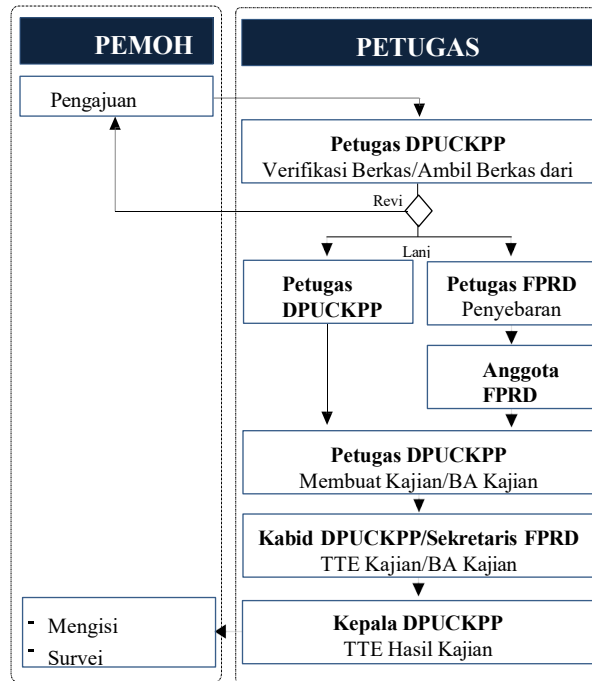 PEMOH
PETUGAS
Pengajuan
Petugas DPUCKPP
Verifikasi Berkas/Ambil Berkas dari
Revi
Lanj
Petugas
DPUCKPP
Petugas FPRD
Penyebaran
Anggota
FPRD
Petugas DPUCKPP
Membuat Kajian/BA Kajian
Kabid DPUCKPP/Sekretaris FPRD
TTE Kajian/BA Kajian
Kepala DPUCKPP
TTE Hasil Kajian
- Mengisi
- Survei